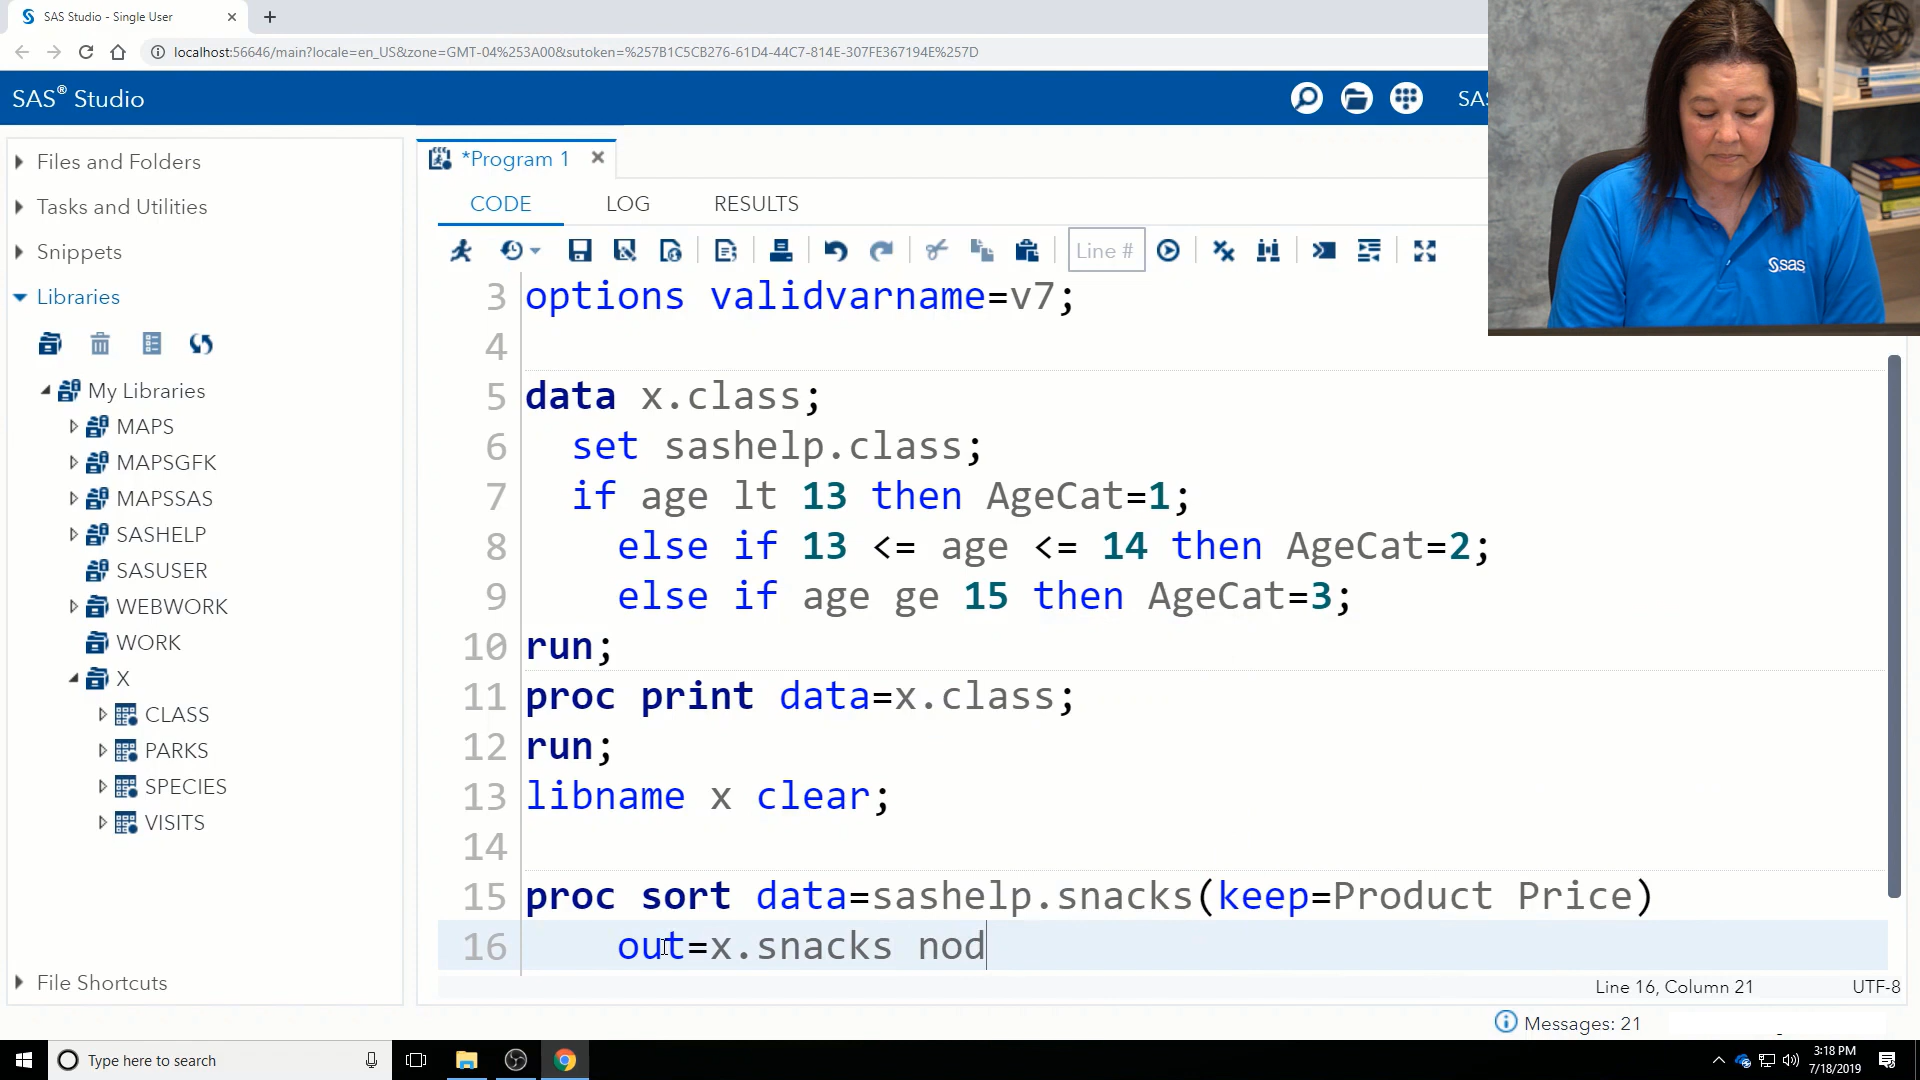 SAS Studio - Single User
localhost:56646/main?locale=en_US&zone=GMT-04%253A00&sutoken=%257B1C5CB276-61D4-44C7-814E-307FE367194E%257D
SAS® Studio
SAS
Files and Folders
Tasks and Utilities
Snippets
Libraries
My Libraries
MAPS
MAPSGFK
MAPSSAS
SASHELP
SASUSER
WEBWORK
WORK
X
CLASS
PARKS
SPECIES
VISITS
File Shortcuts
*Program 1
CODE LOG RESULTS
Line #
3 options validvarname=v7;
4
5 data x.class;
6 set sashelp.class;
7 if age lt 13 then AgeCat=1;
8 else if 13 <= age <= 14 then AgeCat=2;
9 else if age ge 15 then AgeCat=3;
10 run;
11 proc print data=x.class;
12 run;
13 libname x clear;
14
15 proc sort data=sashelp.snacks(keep=Product Price)
16 out=x.snacks nod
Line 16, Column 21 UTF-8
Messages: 21
sas
Type here to search
3:18 PM
7/18/2019